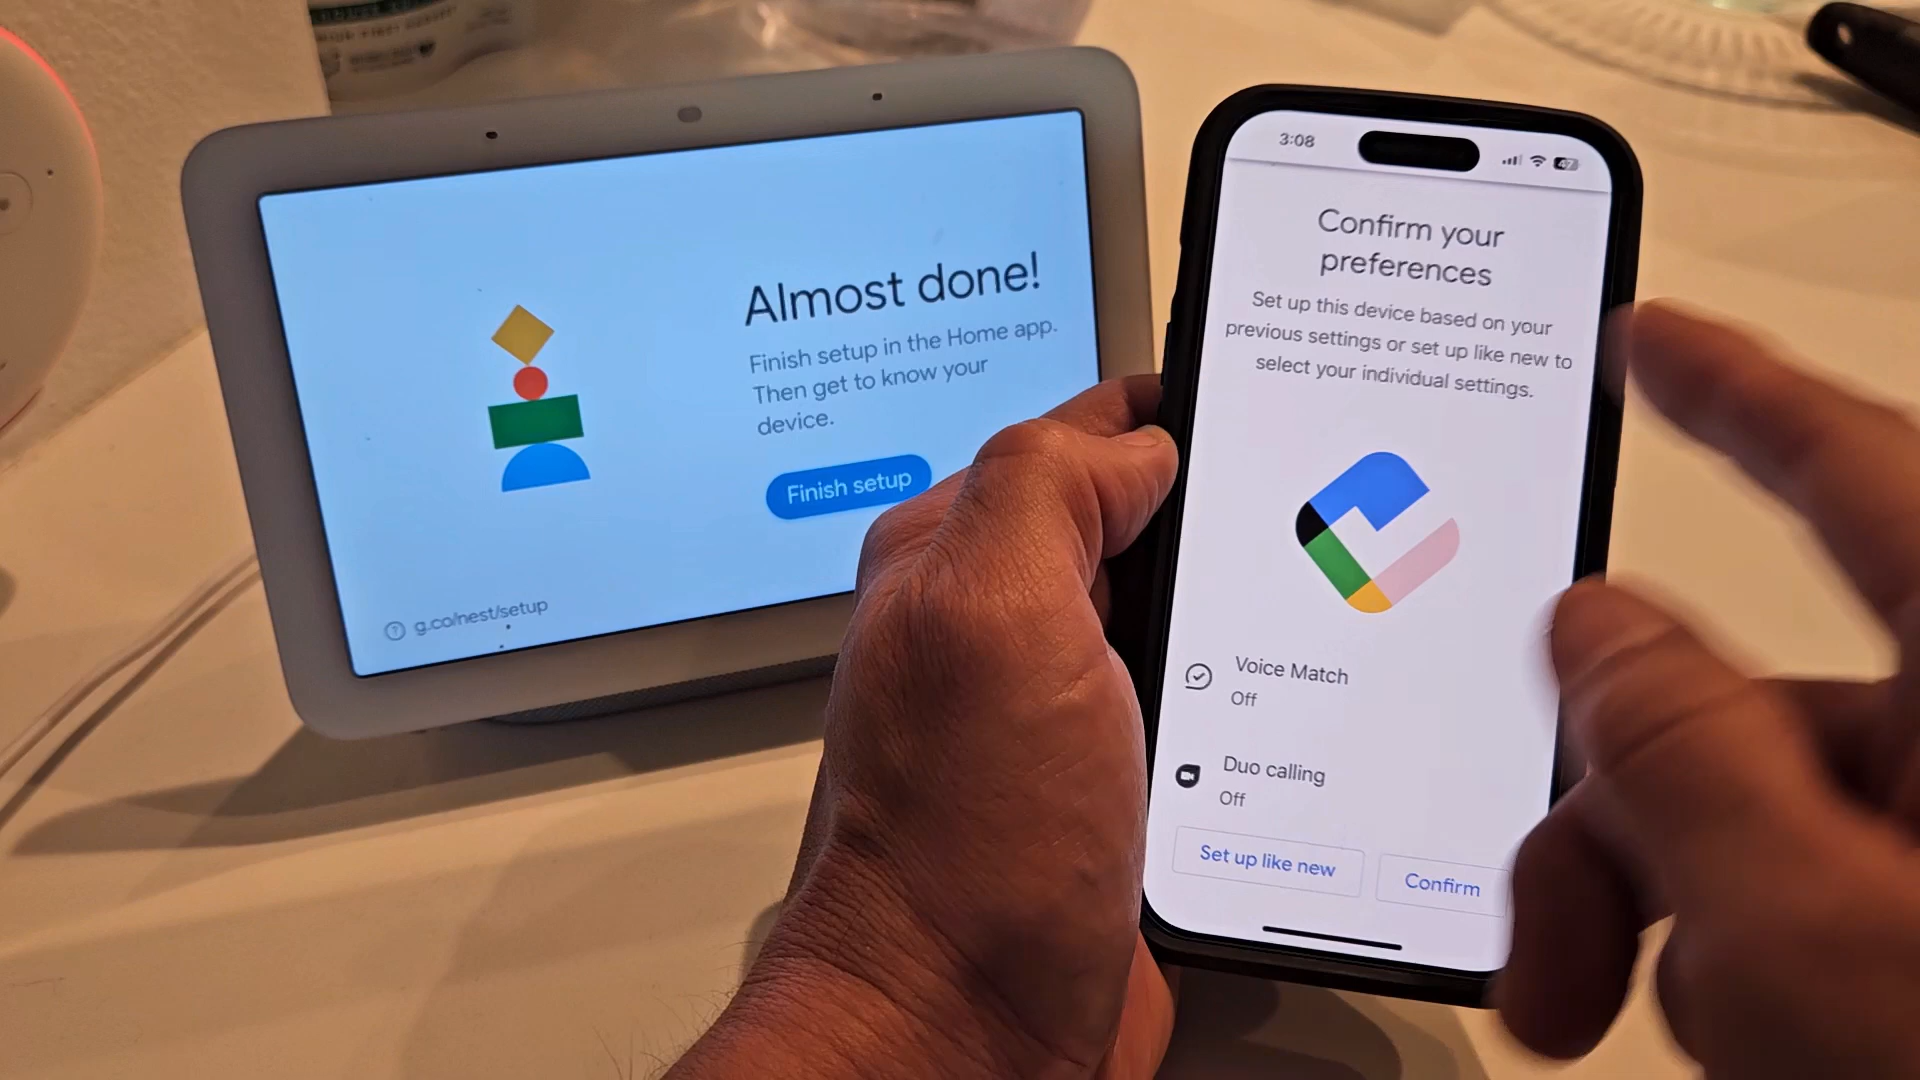 Almost done!
Finish setup in the Home app.
Then get to know your
device.
Finish setup
g.co/nest/setup
3:08
47
Confirm your
preferences
Set up this device based on your
previous settings or set up like new to
select your individual settings.
Voice Match
Off
Duo calling
Off
Set up like new
Confirm